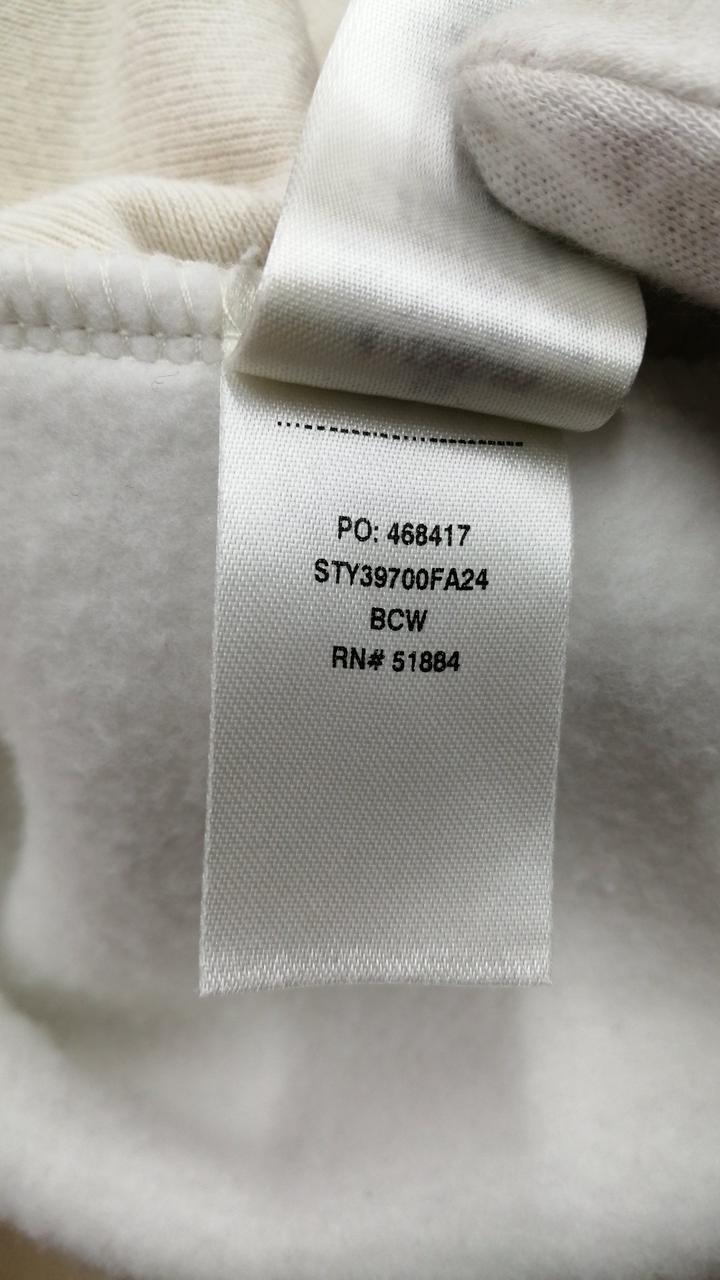 PO: 468417
STY39700FA24
BCW
RN# 51884